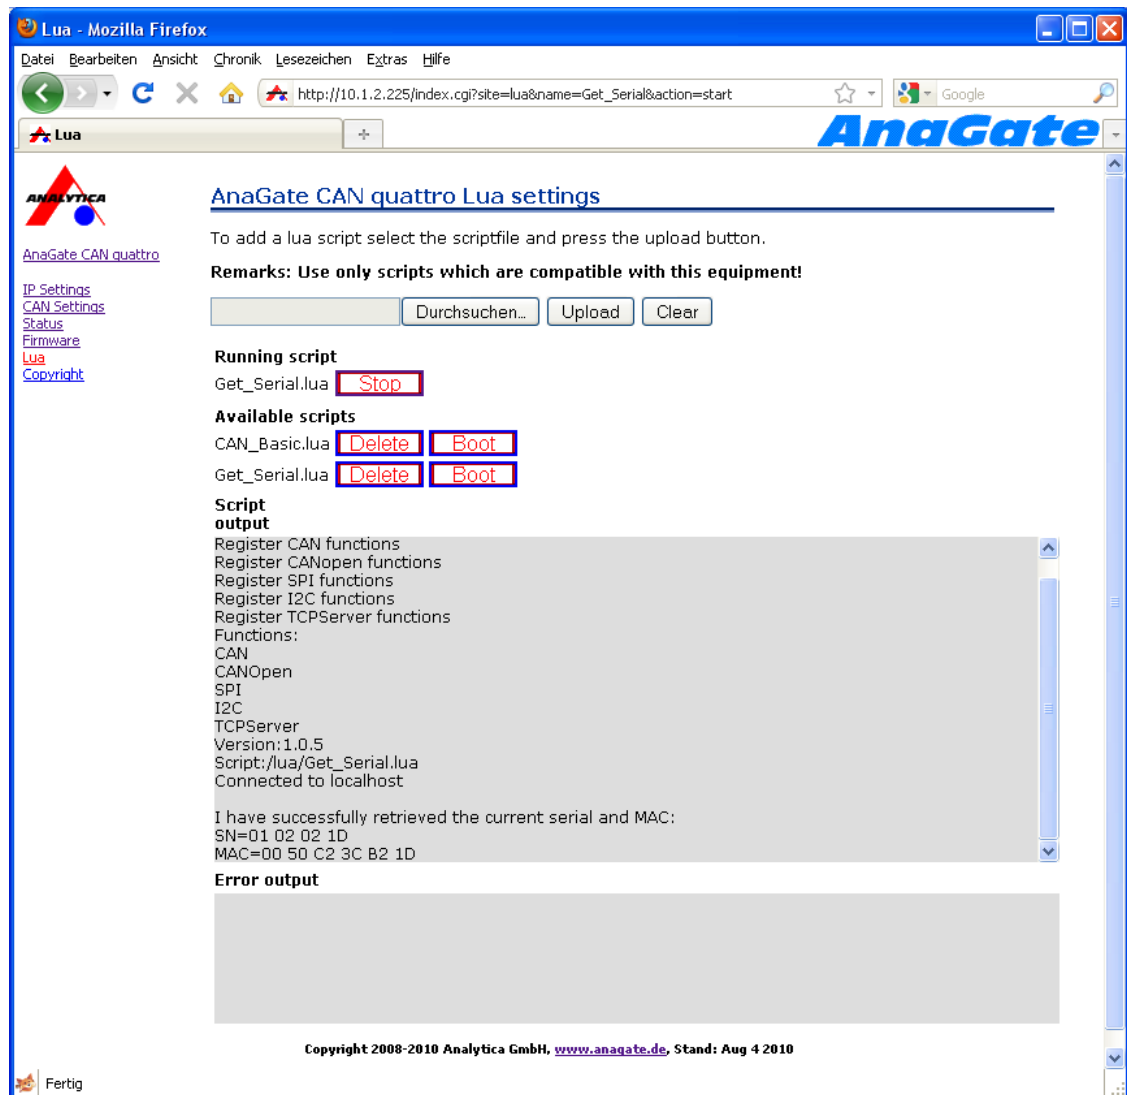 Lua - Mozilla Firefox
Datei Bearbeiten Ansicht Chronik Lesezeichen Extras Hilfe
http://10.1.2.225/index.cgi?site=lua&name=Get_Serial&action=start
Google
Lua
AnaGate
ANALYTICA
AnaGate CAN quattro
IP Settings
CAN Settings
Status
Firmware
Lua
Copyright
AnaGate CAN quattro Lua settings
To add a lua script select the scriptfile and press the upload button.
Remarks: Use only scripts which are compatible with this equipment!
Durchsuchen... Upload Clear
Running script
Get_Serial.lua Stop
Available scripts
CAN_Basic.lua Delete Boot
Get_Serial.lua Delete Boot
Script
output
Register CAN functions
Register CANopen functions
Register SPI functions
Register I2C functions
Register TCPServer functions
Functions:
CAN
CANOpen
SPI
I2C
TCPServer
Version:1.0.5
Script:/lua/Get_Serial.lua
Connected to localhost
I have successfully retrieved the current serial and MAC:
SN=01 02 02 1D
MAC=00 50 C2 3C B2 1D
Error output
Copyright 2008-2010 Analytica GmbH, www.anagate.de, Stand: Aug 4 2010
Fertig